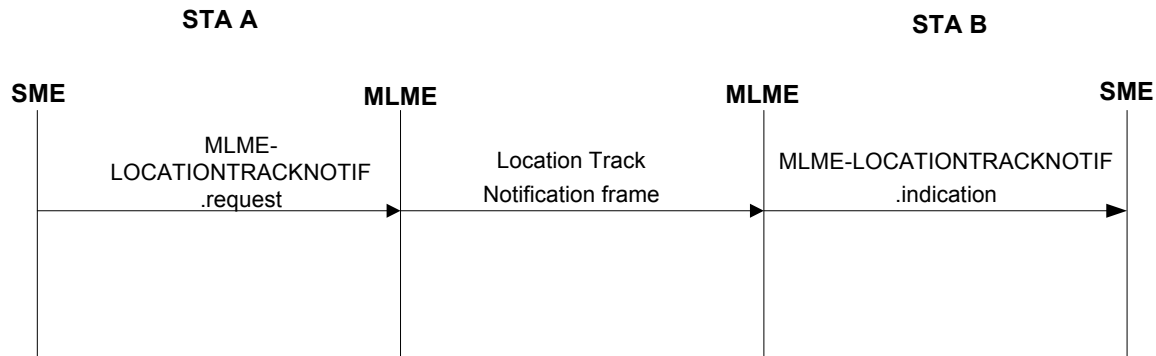 STA A
STA B
SME
MLME
MLME
SME
MLME-
LOCATIONTRACKNOTIF
.request
Location Track
Notification frame
MLME-LOCATIONTRACKNOTIF
.indication